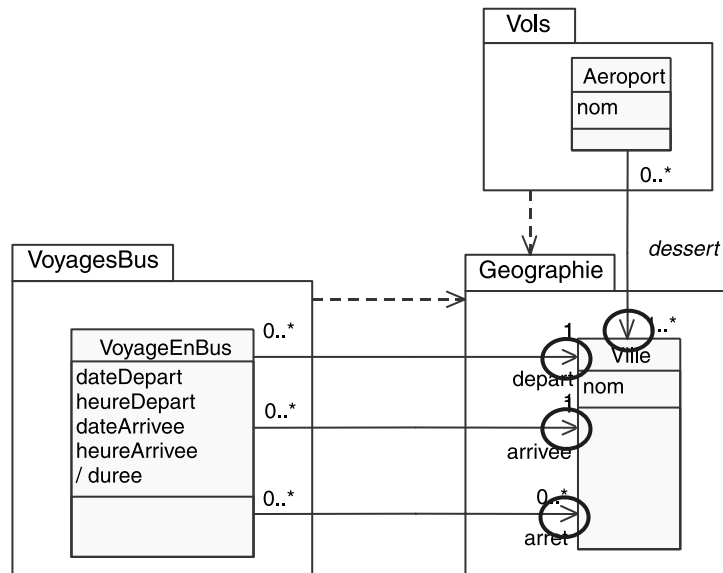 Vols
Aeroport
nom
0..*
dessert
VoyagesBus
Geographie
VoyageEnBus
dateDepart
heureDepart
dateArrivee
heureArrivee
/ duree
0..*
1
depart
0..*
1
arrivee
0..*
0..*
arret
1..*
Ville
nom